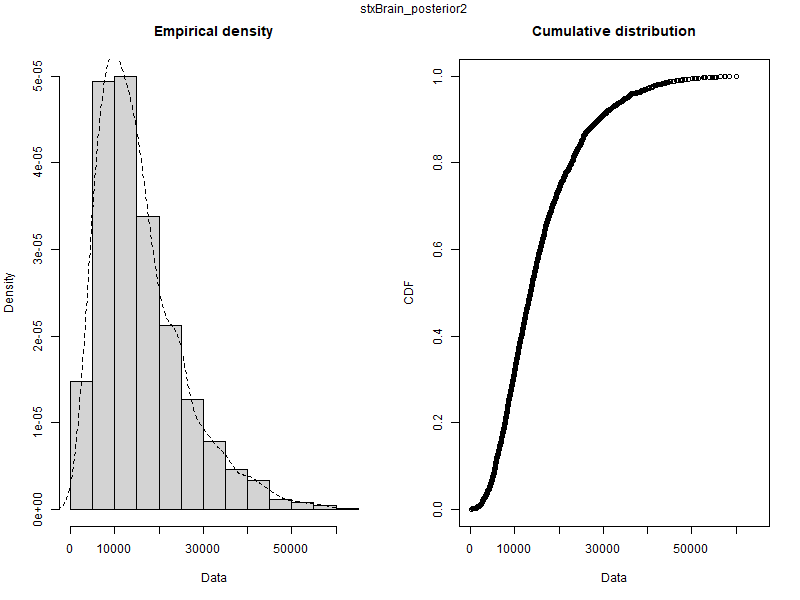 stxBrain_posterior2
Empirical density
Density
5e-05
4e-05
3e-05
2e-05
1e-05
0e+00
0 10000 30000 50000
Data
Cumulative distribution
CDF
1.0
0.8
0.6
0.4
0.2
0.0
0 10000 30000 50000
Data